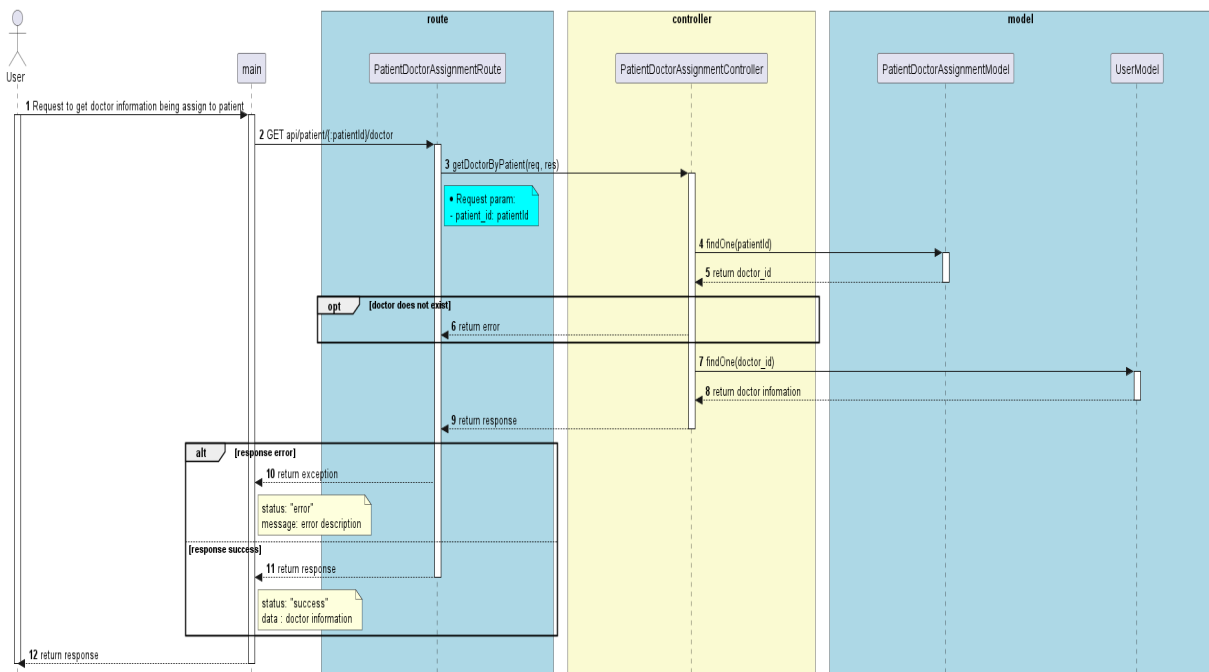 route
controller
model
User
main
PatientDoctorAssignmentRoute
PatientDoctorAssignmentController
PatientDoctorAssignmentModel
UserModel
1 Request to get doctor information being assign to patient
2 GET api/patient/{:patientId}/doctor
3 getDoctorByPatient(req, res)
• Request param:
- patient_id: patientId
4 findOne(patientId)
5 return doctor_id
opt [doctor does not exist]
6 return error
7 findOne(doctor_id)
8 return doctor infomation
9 return response
alt [response error]
10 return exception
status: "error"
message: error description
[response success]
11 return response
status: "success"
data : doctor information
12 return response